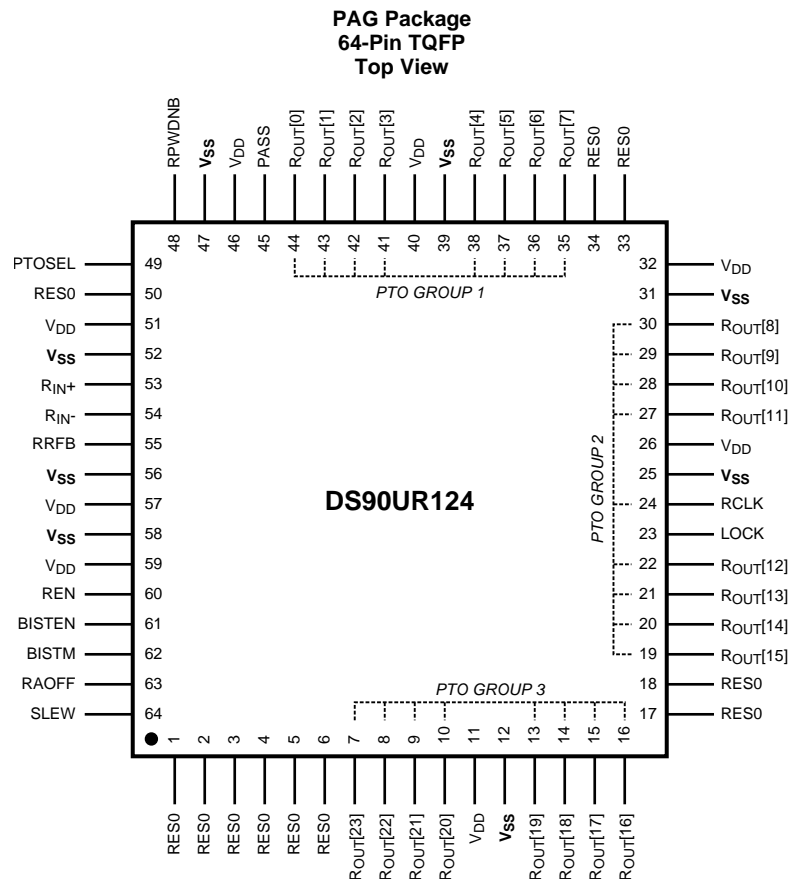 PAG Package
64-Pin TQFP
Top View
RPWDNB
VSS
VDD
PASS
ROUT[0]
ROUT[1]
ROUT[2]
ROUT[3]
VDD
VSS
ROUT[4]
ROUT[5]
ROUT[6]
ROUT[7]
RES0
RES0
48 47 46 45 44 43 42 41 40 39 38 37 36 35 34 33
PTO GROUP 1
PTOSEL 49
RES0 50
VDD 51
VSS 52
RIN+ 53
RIN- 54
RRFB 55
VSS 56
VDD 57
VSS 58
VDD 59
REN 60
BISTEN 61
BISTM 62
RAOFF 63
SLEW 64
DS90UR124
32 VDD
31 VSS
30 ROUT[8]
29 ROUT[9]
28 ROUT[10]
27 ROUT[11]
26 VDD
25 VSS
24 RCLK
23 LOCK
22 ROUT[12]
21 ROUT[13]
20 ROUT[14]
19 ROUT[15]
18 RES0
17 RES0
PTO GROUP 2
PTO GROUP 3
1 2 3 4 5 6 7 8 9 10 11 12 13 14 15 16
RES0
RES0
RES0
RES0
RES0
RES0
ROUT[23]
ROUT[22]
ROUT[21]
ROUT[20]
VDD
VSS
ROUT[19]
ROUT[18]
ROUT[17]
ROUT[16]